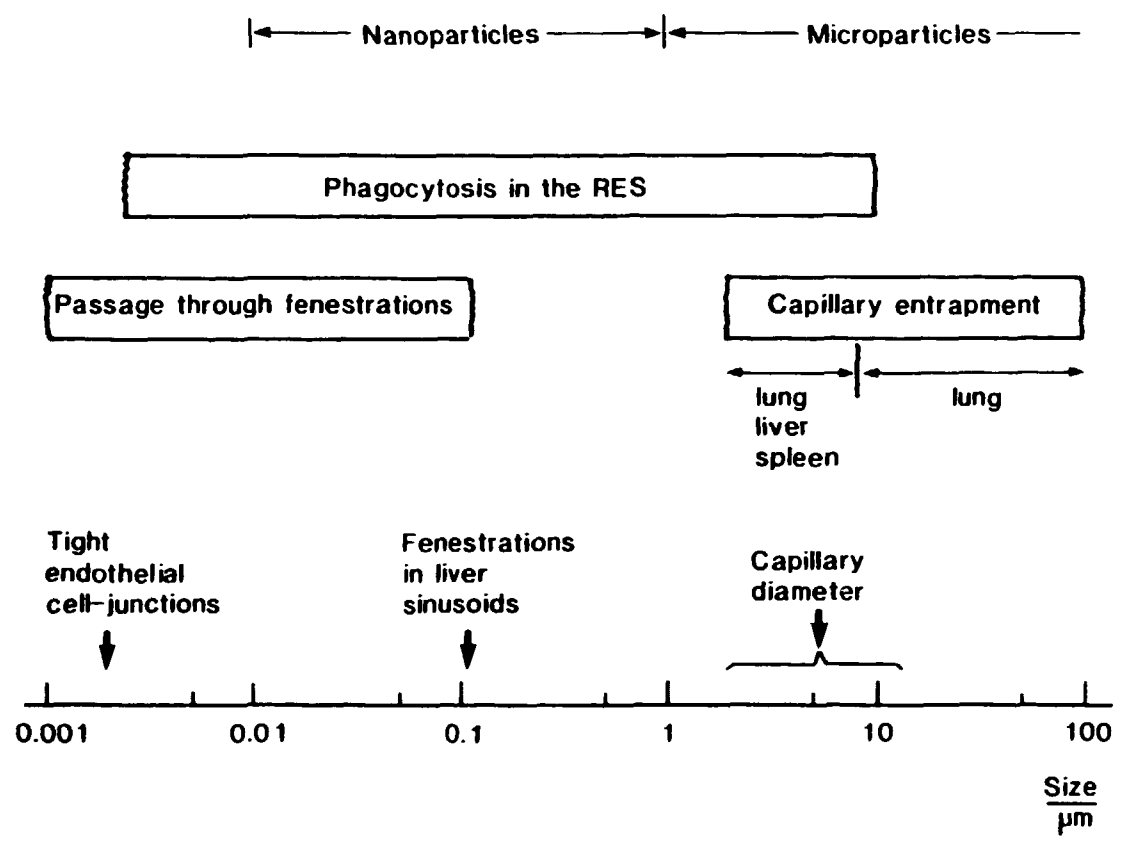 Nanoparticles
Microparticles
Phagocytosis in the RES
Passage through fenestrations
Capillary entrapment
lung
liver
spleen
lung
Tight
endothelial
cell-junctions
Fenestrations
in liver
sinusoids
Capillary
diameter
0.001 0.01 0.1 1 10 100
Size
µm